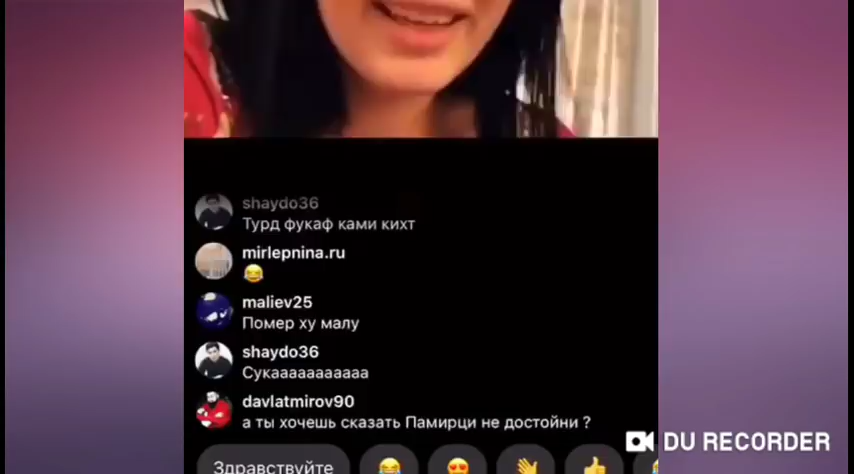 shaydo36
Турд фукаф ками кихт
mirlepnina.ru
😂
maliev25
Помер ху малу
shaydo36
Сукааааааааааа
davlatmirov90
а ты хочешь сказать Памирци не достойни ?
DU RECORDER
Здравствуйте